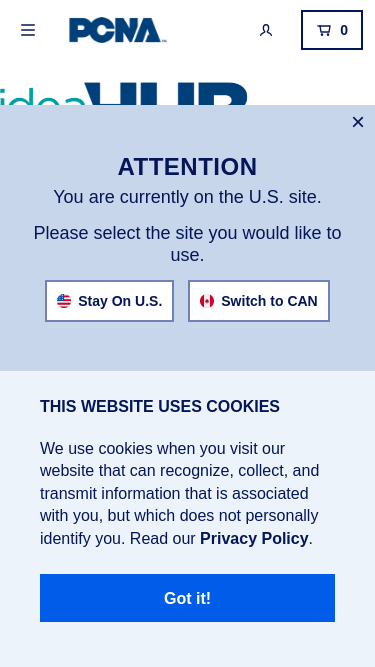 PCNA
0
ideaHUB
ATTENTION
You are currently on the U.S. site.
Please select the site you would like to
use.
Stay On U.S.
Switch to CAN
THIS WEBSITE USES COOKIES
We use cookies when you visit our
website that can recognize, collect, and
transmit information that is associated
with you, but which does not personally
identify you. Read our Privacy Policy.
Got it!